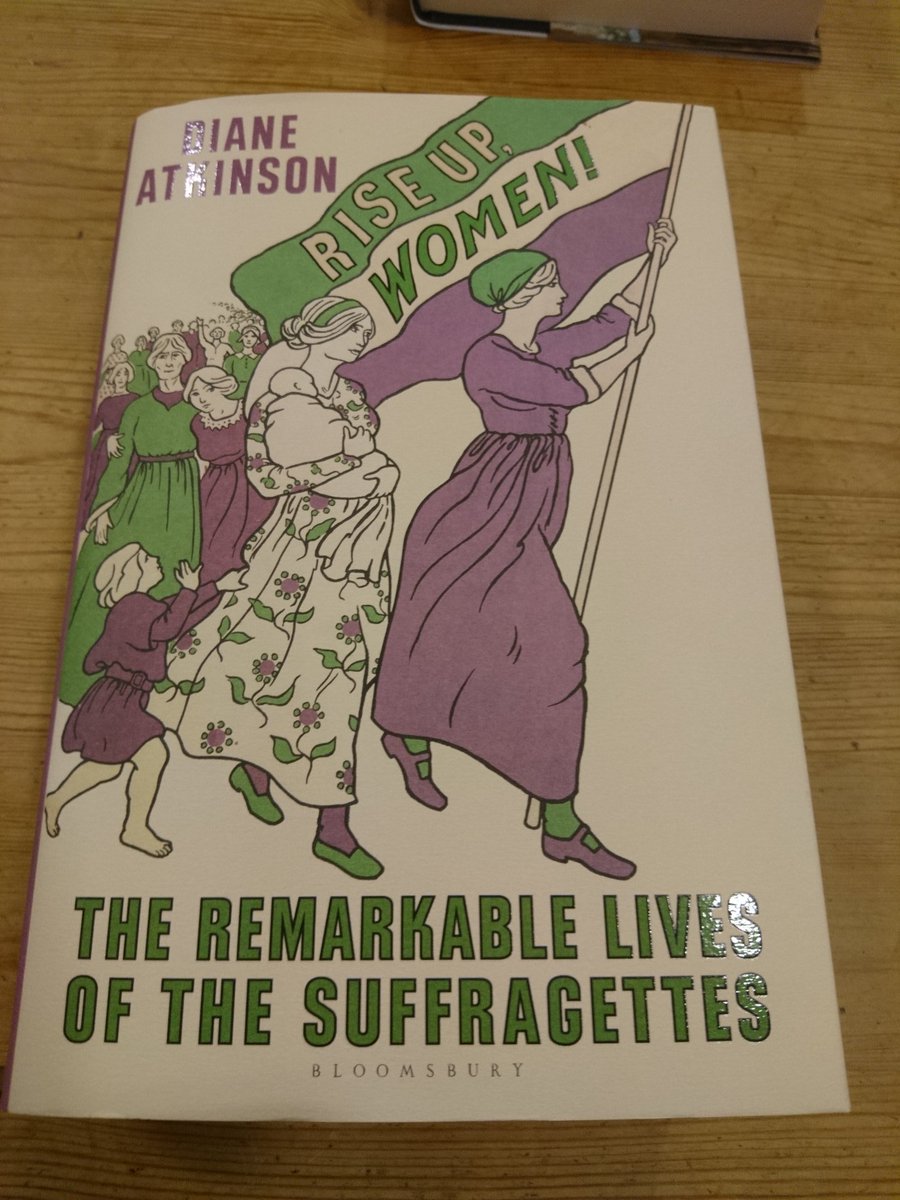 DIANE
ATKINSON
RISE UP,
WOMEN!
THE REMARKABLE LIVES
OF THE SUFFRAGETTES
BLOOMSBURY